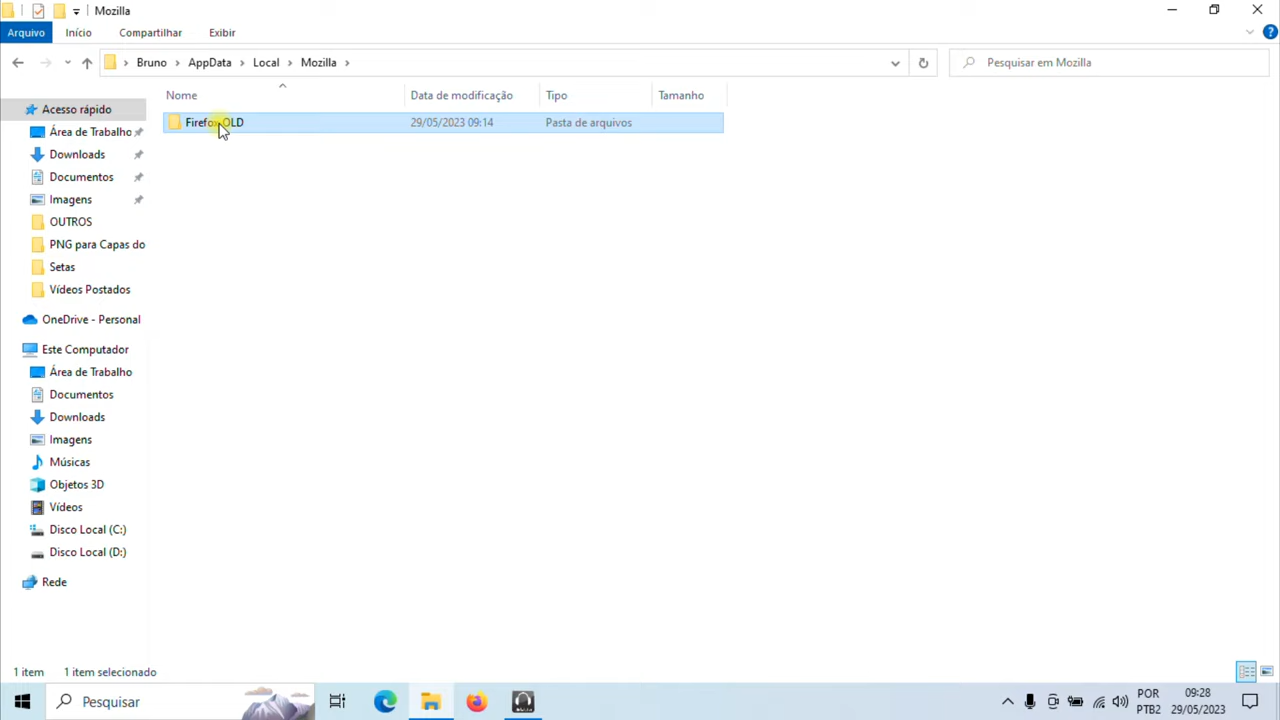 Mozilla
Arquivo Início Compartilhar Exibir
Bruno AppData Local Mozilla Pesquisar em Mozilla
Nome Data de modificação Tipo Tamanho
Firefox OLD 29/05/2023 09:14 Pasta de arquivos
Acesso rápido
Área de Trabalho
Downloads
Documentos
Imagens
OUTROS
PNG para Capas do
Setas
Vídeos Postados
OneDrive - Personal
Este Computador
Área de Trabalho
Documentos
Downloads
Imagens
Músicas
Objetos 3D
Vídeos
Disco Local (C:)
Disco Local (D:)
Rede
1 item 1 item selecionado
Pesquisar
POR
PTB2
09:28
29/05/2023